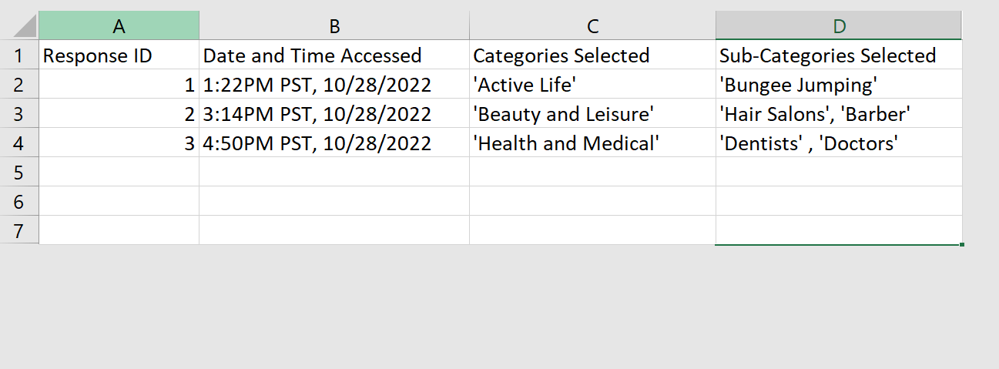 A B C D
1 Response ID Date and Time Accessed Categories Selected Sub-Categories Selected
2 1 1:22PM PST, 10/28/2022 'Active Life' 'Bungee Jumping'
3 2 3:14PM PST, 10/28/2022 'Beauty and Leisure' 'Hair Salons', 'Barber'
4 3 4:50PM PST, 10/28/2022 'Health and Medical' 'Dentists' , 'Doctors'
5
6
7